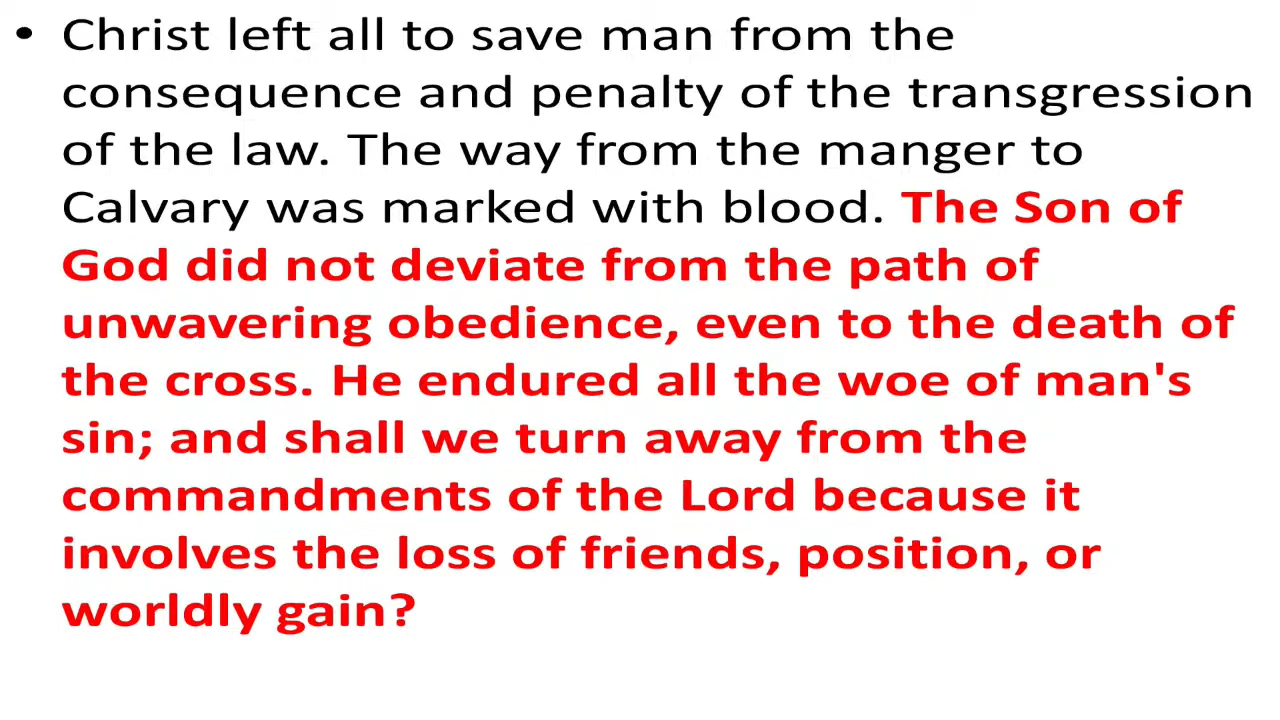 • Christ left all to save man from the
consequence and penalty of the transgression
of the law. The way from the manger to
Calvary was marked with blood. The Son of
God did not deviate from the path of
unwavering obedience, even to the death of
the cross. He endured all the woe of man's
sin; and shall we turn away from the
commandments of the Lord because it
involves the loss of friends, position, or
worldly gain?